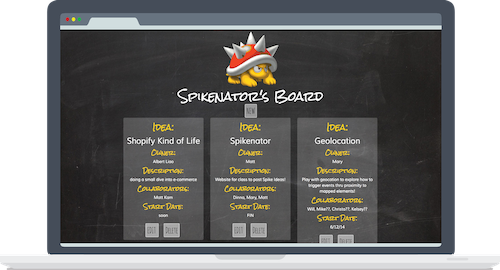 Spikenator's Board
NEW
Idea:
Shopify Kind of Life
Owner:
Albert Liao
Description:
doing a small dive into e-commerce
Collaborators:
Matt Kern
Start Date:
soon
EDIT DELETE
Idea:
Spikenator
Owner:
Matt
Description:
Website for class to post Spike Ideas!
Collaborators:
Divva, Mary, Matt
Start Date:
FIN
EDIT DELETE
Idea:
Geolocation
Owner:
Mary
Description:
Play with geocation to explore how to
trigger events thru proximity to
mapped elements!
Collaborators:
Will, Mike??, Christo??, Kelsey??
Start Date:
6/12/14
EDIT DELETE